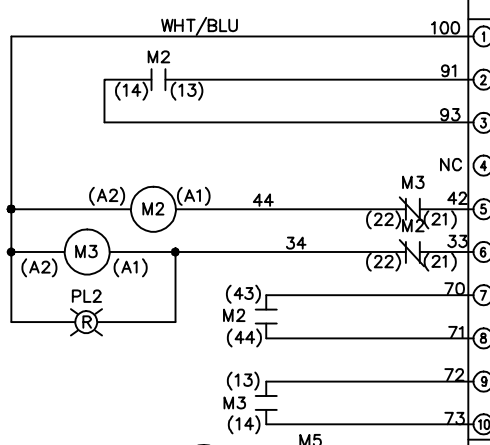 WHT/BLU 100 1
M2 91 2
(14) (13)
93 3
NC 4
M3
(A2) M2 (A1) 44 42 5
(22) (21)
M2
M3 34 33 6
(A2) (A1) (22) (21)
PL2
R
(43) 70 7
M2
(44) 71 8
(13) 72 9
M3
(14) 73 10
M5